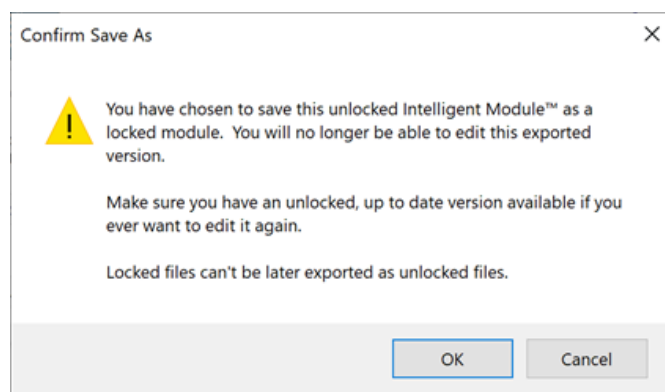 Confirm Save As
You have chosen to save this unlocked Intelligent Module™ as a
locked module. You will no longer be able to edit this exported
version.
Make sure you have an unlocked, up to date version available if you
ever want to edit it again.
Locked files can't be later exported as unlocked files.
OK
Cancel